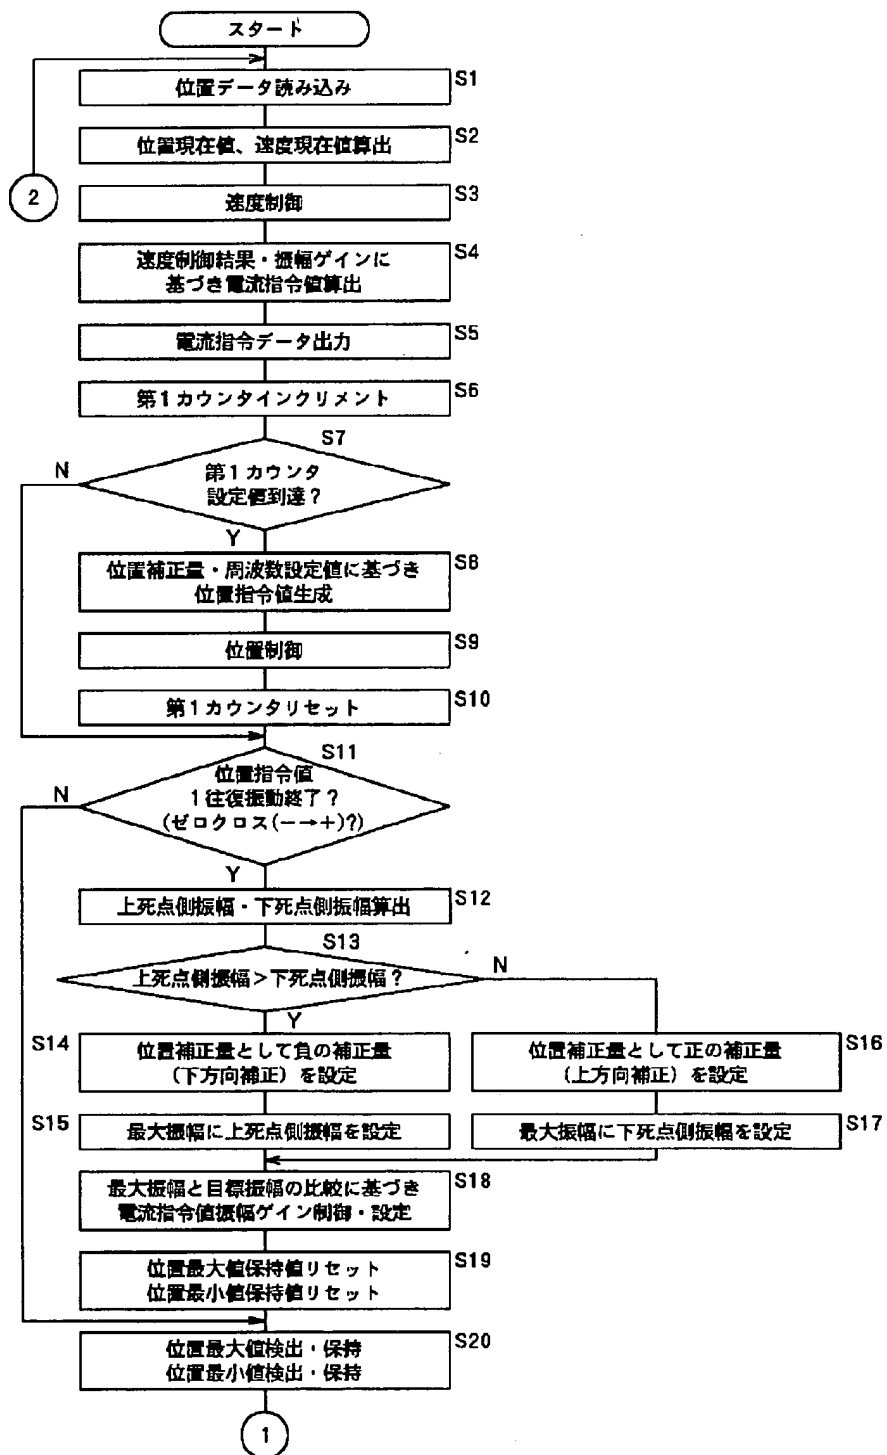 スタート
位置データ読み込み
S1
位置現在値、速度現在値算出
S2
2
速度制御
S3
速度制御結果・振幅ゲインに
基づき電流指令値算出
S4
電流指令データ出力
S5
第1カウンタインクリメント
S6
S7
N
第1カウンタ
設定値到達？
Y
位置補正量・周波数設定値に基づき
位置指令値生成
S8
位置制御
S9
第1カウンタリセット
S10
S11
N
位置指令値
1往復振動終了？
(ゼロクロス(−→+)?)
Y
上死点側振幅・下死点側振幅算出
S12
S13
上死点側振幅＞下死点側振幅？
N
Y
S14
位置補正量として負の補正量
（下方向補正）を設定
位置補正量として正の補正量
（上方向補正）を設定
S16
S15
最大振幅に上死点側振幅を設定
最大振幅に下死点側振幅を設定
S17
最大振幅と目標振幅の比較に基づき
電流指令値振幅ゲイン制御・設定
S18
位置最大値保持値リセット
位置最小値保持値リセット
S19
位置最大値検出・保持
位置最小値検出・保持
S20
1